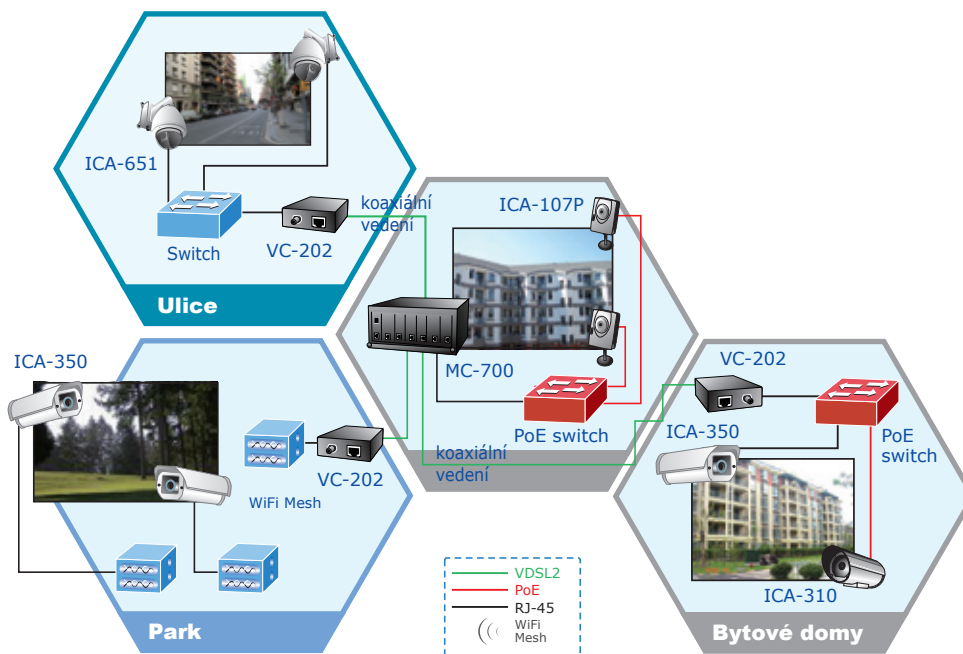 ICA-651
Switch
VC-202
koaxiální
vedení
Ulice
ICA-107P
MC-700
PoE switch
koaxiální
vedení
ICA-350
WiFi Mesh
VC-202
Park
VC-202
ICA-350
PoE
switch
ICA-310
Bytové domy
VDSL2
PoE
RJ-45
WiFi
Mesh